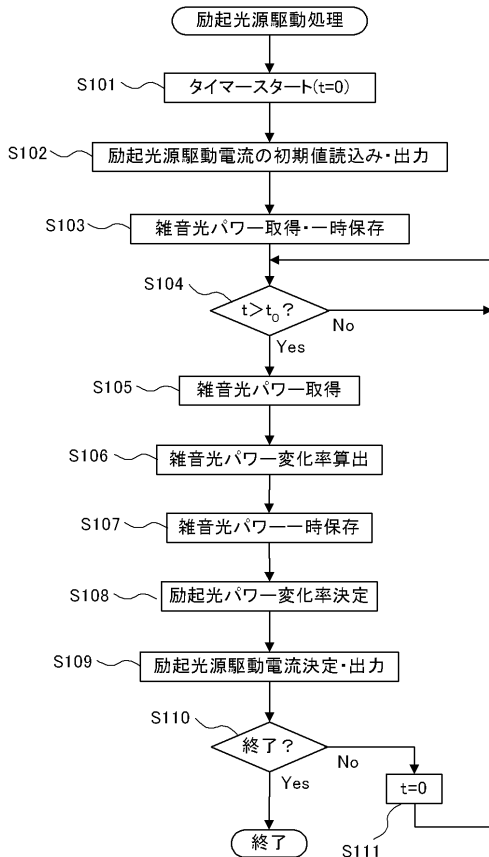 励起光源駆動処理
S101
タイマースタート(t=0)
S102
励起光源駆動電流の初期値読込み・出力
S103
雑音光パワー取得・一時保存
S104
t>t0?
No
Yes
S105
雑音光パワー取得
S106
雑音光パワー変化率算出
S107
雑音光パワー一時保存
S108
励起光パワー変化率決定
S109
励起光源駆動電流決定・出力
S110
終了?
No
Yes
t=0
終了
S111